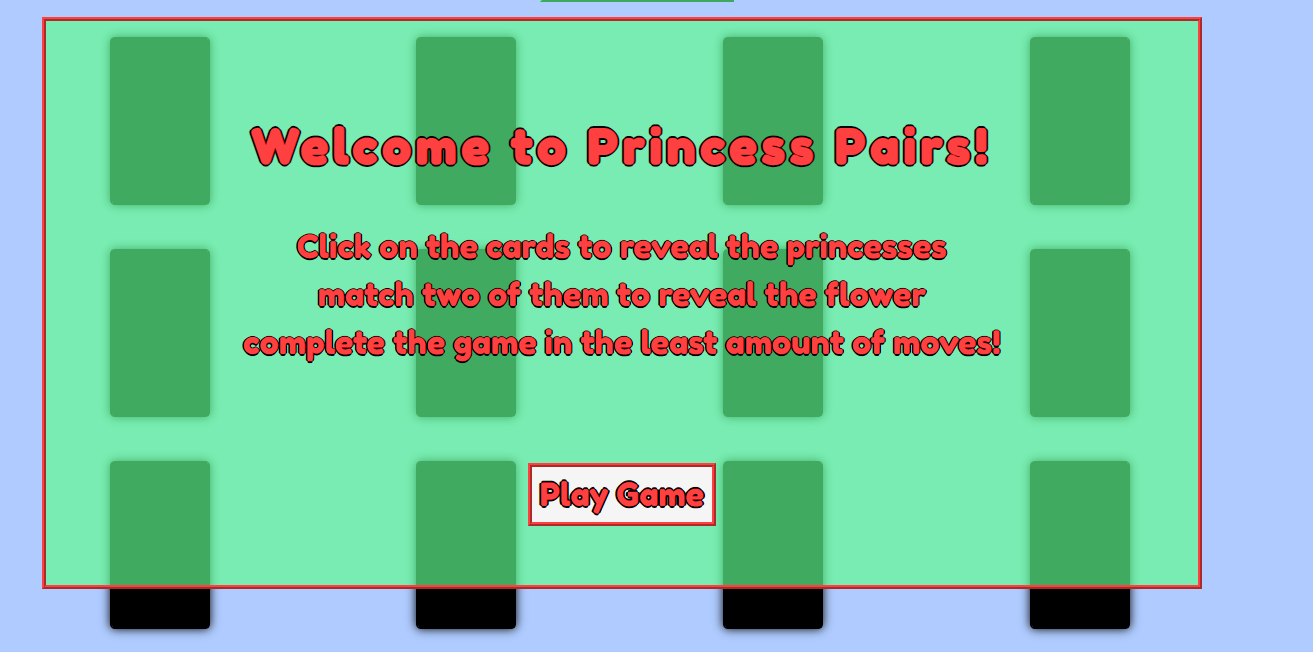 Welcome to Princess Pairs!
Click on the cards to reveal the princesses
match two of them to reveal the flower
complete the game in the least amount of moves!
Play Game